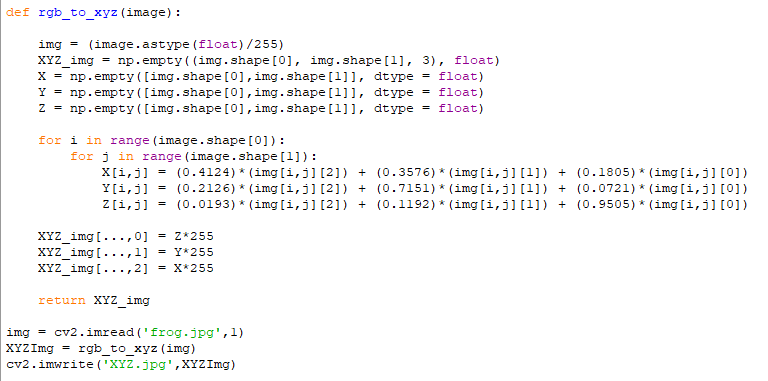 def rgb_to_xyz(image):
img = (image.astype(float)/255)
XYZ_img = np.empty((img.shape[0], img.shape[1], 3), float)
X = np.empty([img.shape[0],img.shape[1]], dtype = float)
Y = np.empty([img.shape[0],img.shape[1]], dtype = float)
Z = np.empty([img.shape[0],img.shape[1]], dtype = float)
for i in range(image.shape[0]):
for j in range(image.shape[1]):
X[i,j] = (0.4124)*(img[i,j][2]) + (0.3576)*(img[i,j][1]) + (0.1805)*(img[i,j][0])
Y[i,j] = (0.2126)*(img[i,j][2]) + (0.7151)*(img[i,j][1]) + (0.0721)*(img[i,j][0])
Z[i,j] = (0.0193)*(img[i,j][2]) + (0.1192)*(img[i,j][1]) + (0.9505)*(img[i,j][0])
XYZ_img[...,0] = Z*255
XYZ_img[...,1] = Y*255
XYZ_img[...,2] = X*255
return XYZ_img
img = cv2.imread('frog.jpg',1)
XYZImg = rgb_to_xyz(img)
cv2.imwrite('XYZ.jpg',XYZImg)